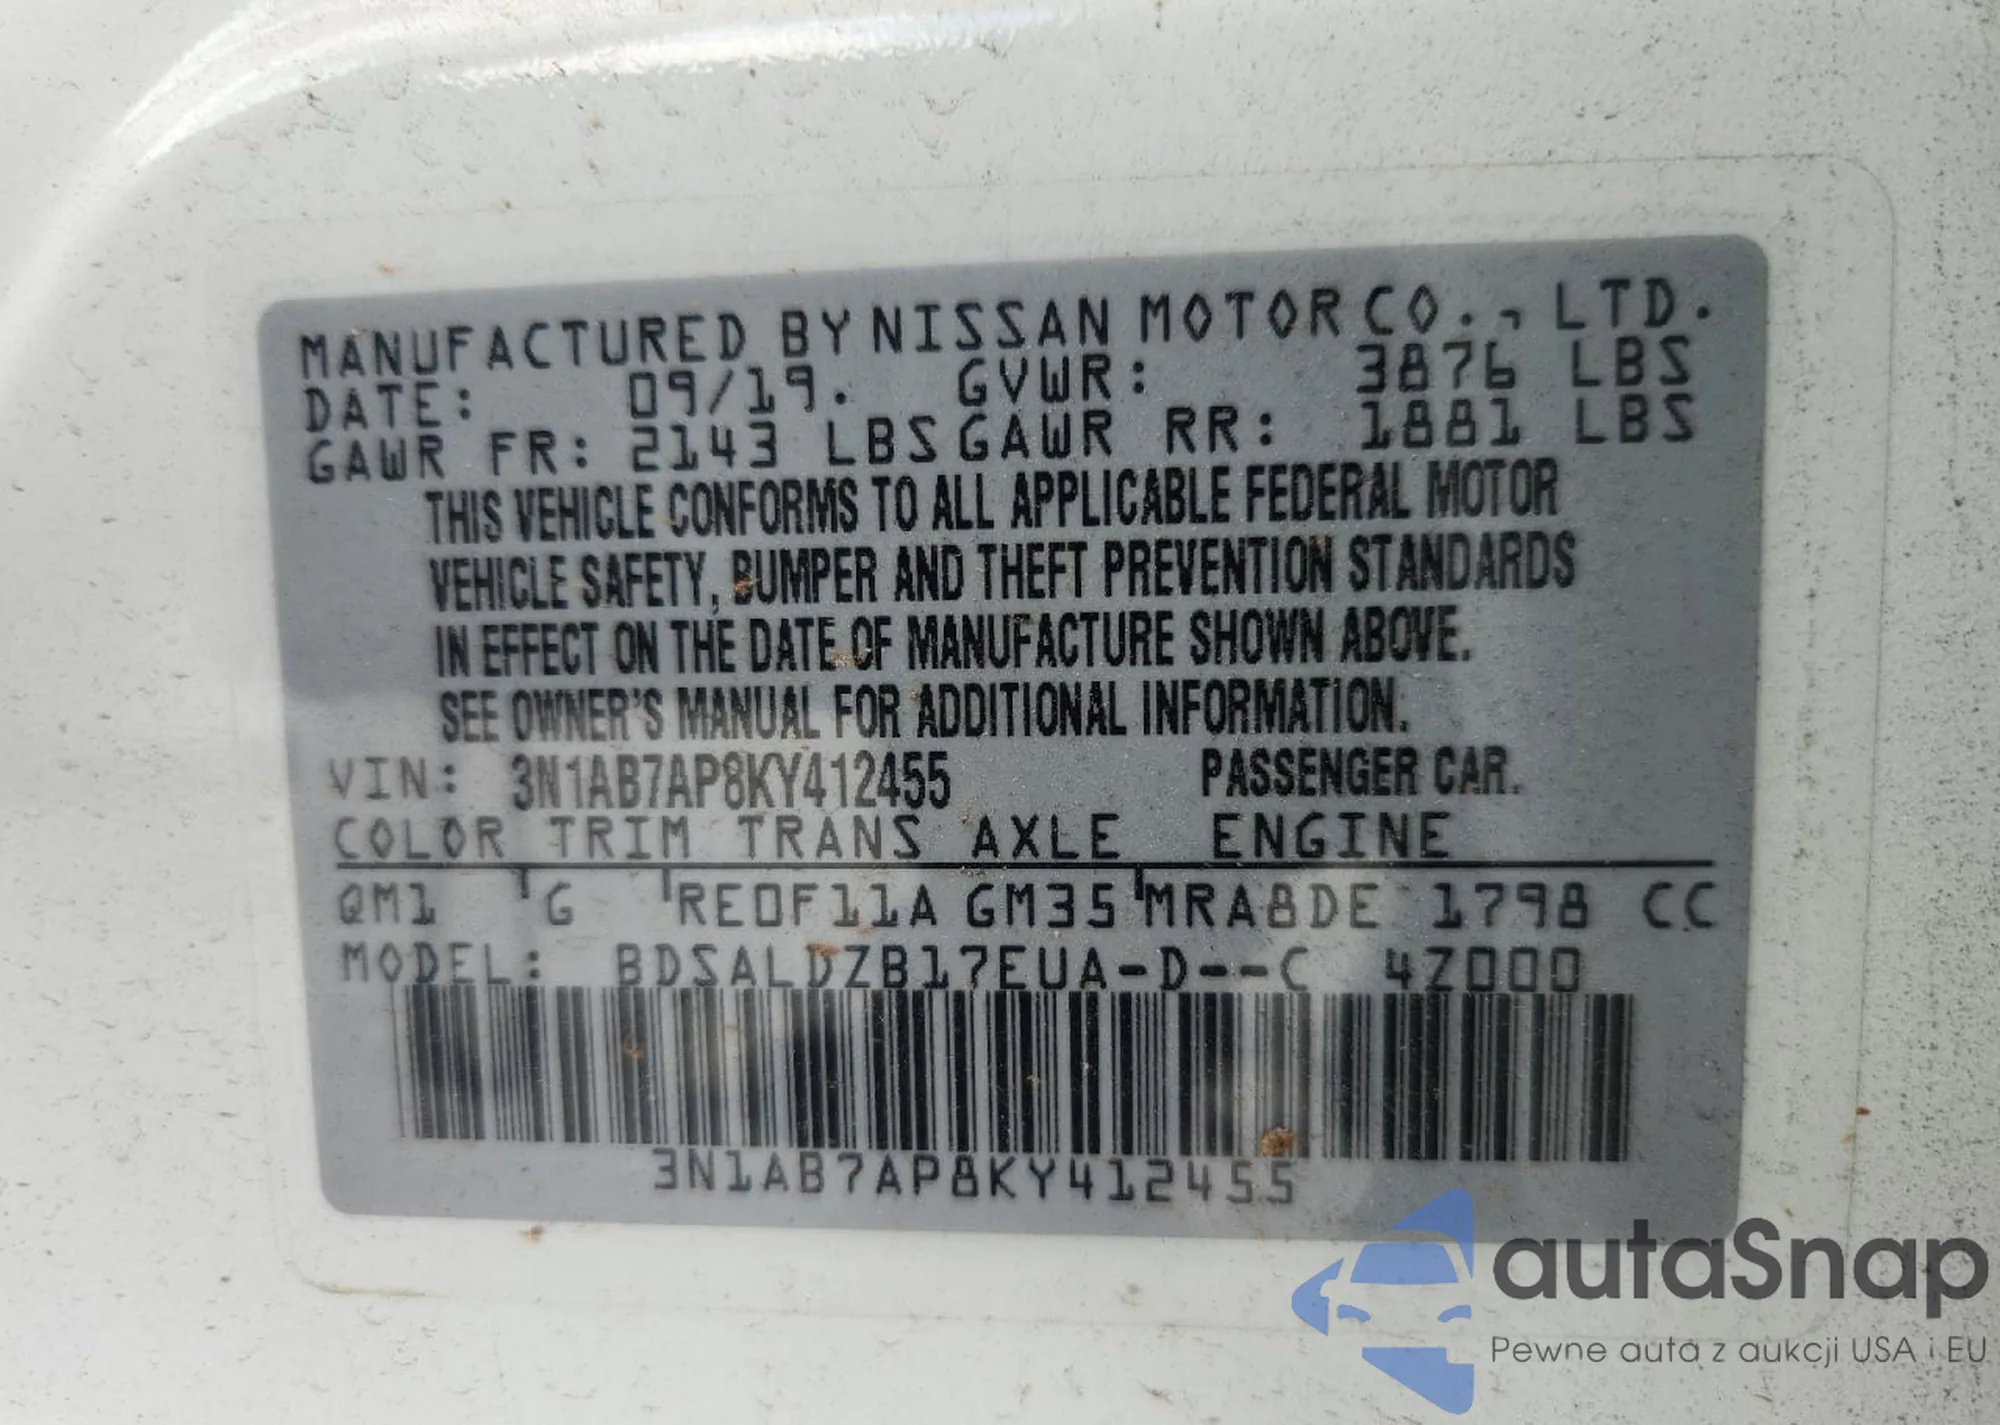 MANUFACTURED BY NISSAN MOTOR CO., LTD.
DATE: 09/19. GVWR: 3876 LBS
GAWR FR: 2143 LBS GAWR RR: 1881 LBS
THIS VEHICLE CONFORMS TO ALL APPLICABLE FEDERAL MOTOR
VEHICLE SAFETY, BUMPER AND THEFT PREVENTION STANDARDS
IN EFFECT ON THE DATE OF MANUFACTURE SHOWN ABOVE.
SEE OWNER'S MANUAL FOR ADDITIONAL INFORMATION.
VIN: 3N1AB7AP8KY412455 PASSENGER CAR.
COLOR TRIM TRANS AXLE ENGINE
QM1 G RE0F11A GM35 MRA8DE 1798 CC
MODEL: BDSALDZB17EUA-D--C 4Z000
3N1AB7AP8KY412455
autaSnap
Pewne auta z aukcji USA i EU